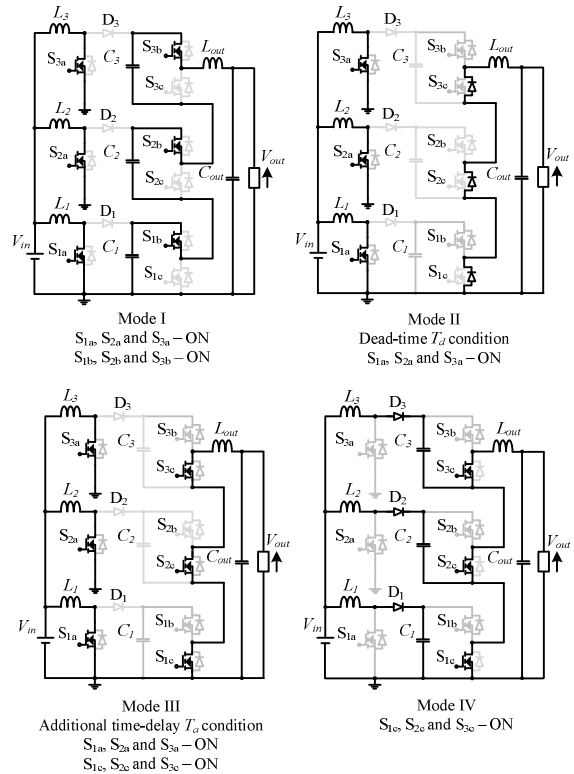 L3
D3
S3b
Lout
S3a
C3
S3c
L2
D2
S2b
S2a
C2
S2c
Cout
Vout
L1
D1
S1b
Vin
S1a
C1
S1c
Mode I
S1a, S2a and S3a – ON
S1b, S2b and S3b – ON
L3
D3
S3b
Lout
S3a
C3
S3c
L2
D2
S2b
S2a
C2
S2c
Cout
Vout
L1
D1
S1b
Vin
S1a
C1
S1c
Mode II
Dead-time Td condition
S1a, S2a and S3a – ON
L3
D3
S3b
Lout
S3a
C3
S3c
L2
D2
S2b
S2a
C2
S2c
Cout
Vout
L1
D1
S1b
Vin
S1a
C1
S1c
Mode III
Additional time-delay Ta condition
S1a, S2a and S3a – ON
S1c, S2c and S3c – ON
L3
D3
S3b
Lout
S3a
C3
S3c
L2
D2
S2b
S2a
C2
S2c
Cout
Vout
L1
D1
S1b
Vin
S1a
C1
S1c
Mode IV
S1c, S2c and S3c – ON